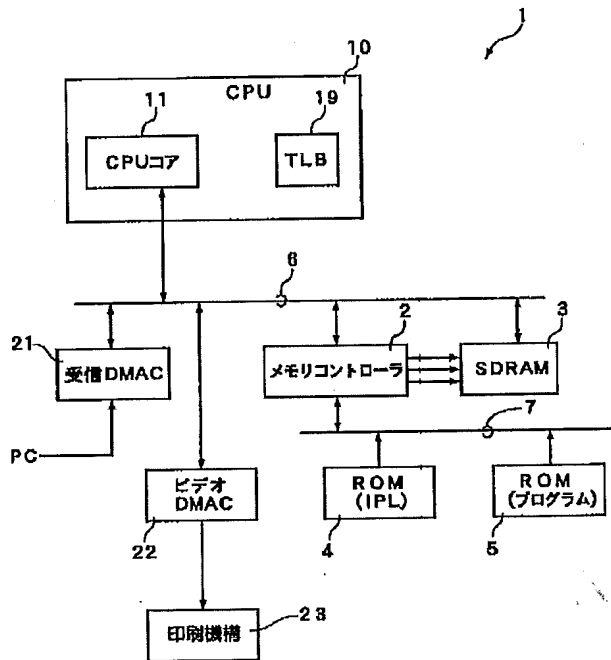 1
10
CPU
11
19
CPUコア
TLB
6
21
2
3
受信DMAC
メモリコントローラ
SDRAM
7
PC
ビデオ
DMAC
22
ROM
(IPL)
4
ROM
(プログラム)
5
印刷機構
23